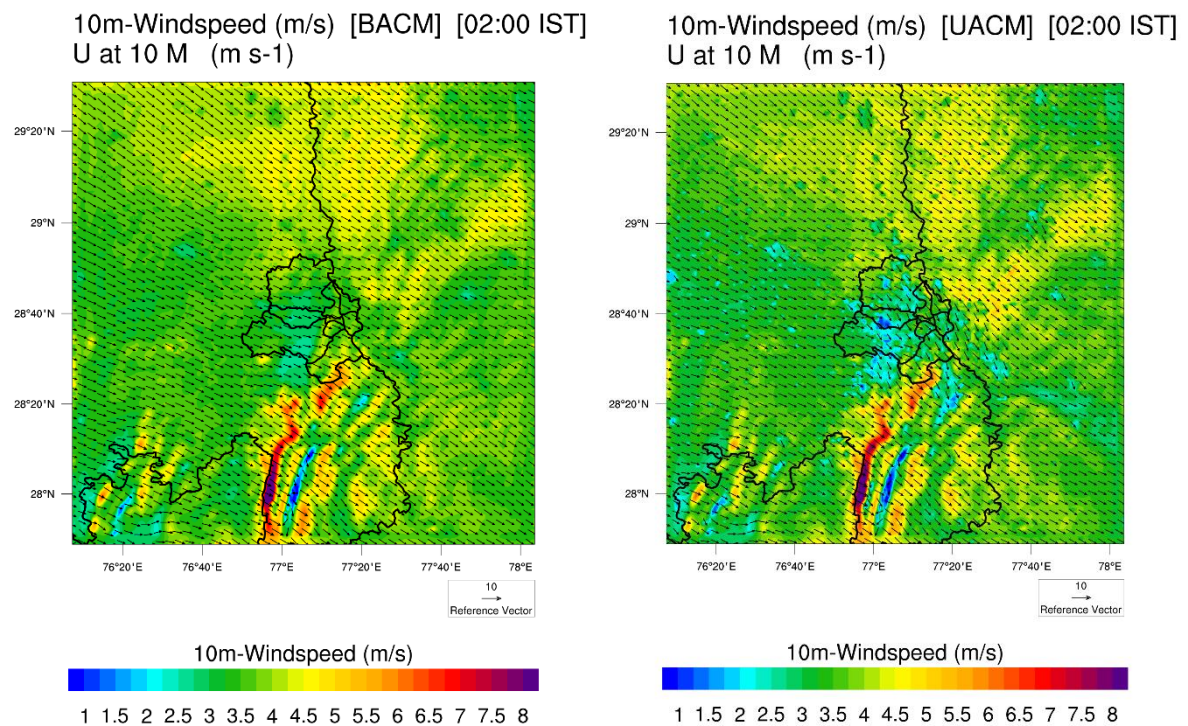 10m-Windspeed (m/s) [BACM] [02:00 IST]
U at 10 M (m s-1)
29°20'N
29°N
28°40'N
28°20'N
28°N
76°20'E 76°40'E 77°E 77°20'E 77°40'E 78°E
10
Reference Vector
10m-Windspeed (m/s)
1 1.5 2 2.5 3 3.5 4 4.5 5 5.5 6 6.5 7 7.5 8
10m-Windspeed (m/s) [UACM] [02:00 IST]
U at 10 M (m s-1)
29°20'N
29°N
28°40'N
28°20'N
28°N
76°20'E 76°40'E 77°E 77°20'E 77°40'E 78°E
10
Reference Vector
10m-Windspeed (m/s)
1 1.5 2 2.5 3 3.5 4 4.5 5 5.5 6 6.5 7 7.5 8